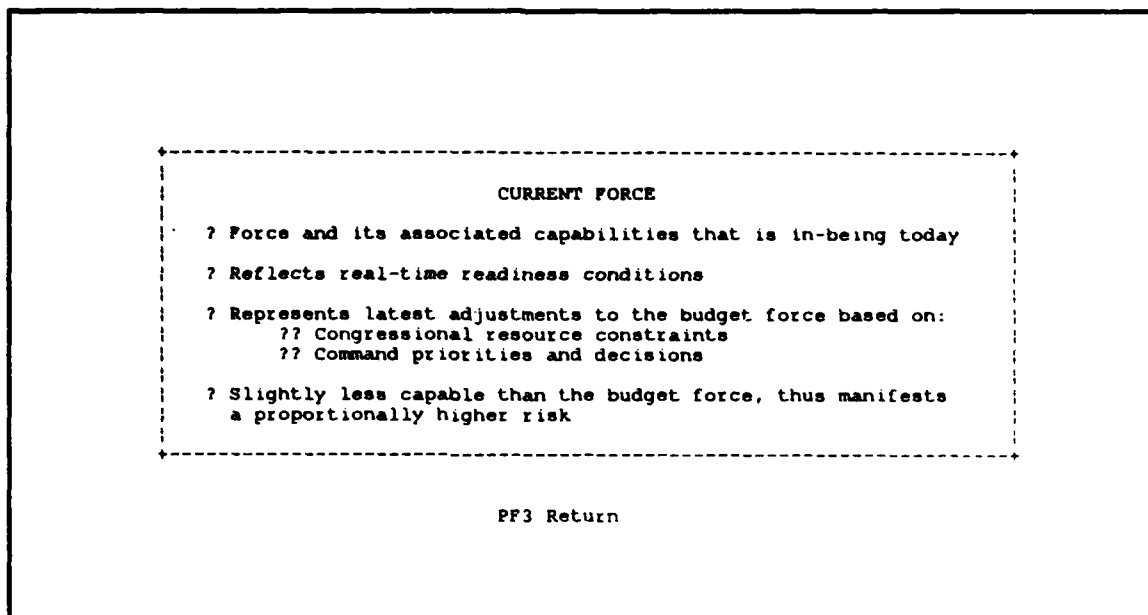 CURRENT FORCE
? Force and its associated capabilities that is in-being today
? Reflects real-time readiness conditions
? Represents latest adjustments to the budget force based on:
?? Congressional resource constraints
?? Command priorities and decisions
? Slightly less capable than the budget force, thus manifests
a proportionally higher risk
PF3 Return